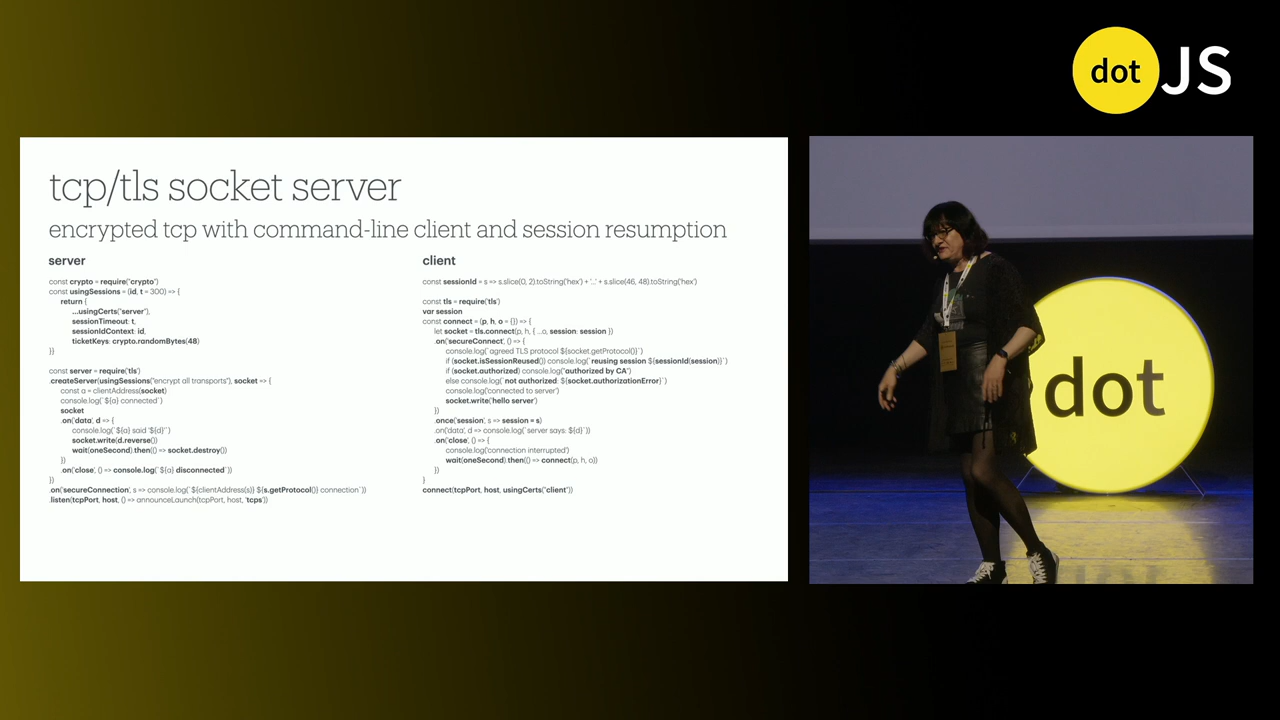 dot JS
tcp/tls socket server
encrypted tcp with command-line client and session resumption
server
const crypto = require("crypto")
const usingSessions = (id, t = 300) => {
return {
...usingCerts("server"),
sessionTimeout: t,
sessionIdContext: id,
ticketKeys: crypto.randomBytes(48)
}}
const server = require('tls')
.createServer(usingSessions("encrypt all transports"), socket => {
const a = clientAddress(socket)
console.log(`${a} connected`)
socket
.on('data', d => {
console.log(`${a} said '${d}'`)
socket.write(d.reverse())
wait(oneSecond).then(() => socket.destroy())
})
.on('close', () => console.log(`${a} disconnected`))
})
.on('secureConnection', s => console.log(`${clientAddress(s)} ${s.getProtocol()} connection`))
.listen(tcpPort, host, () => announceLaunch(tcpPort, host, 'tcps'))
client
const sessionId = s => s.slice(0, 2).toString('hex') + '...' + s.slice(46, 48).toString('hex')
const tls = require('tls')
var session
const connect = (p, h, o = {}) => {
let socket = tls.connect(p, h, { ...o, session: session })
.on('secureConnect', () => {
console.log(`agreed TLS protocol ${socket.getProtocol()}`)
if (socket.isSessionReused()) console.log(`reusing session ${sessionId(session)}`)
if (socket.authorized) console.log("authorized by CA")
else console.log(`not authorized: ${socket.authorizationError}`)
console.log('connected to server')
socket.write('hello server')
})
.once('session', s => session = s)
.on('data', d => console.log(`server says: ${d}`))
.on('close', () => {
console.log('connection interrupted')
wait(oneSecond).then(() => connect(p, h, o))
})
}
connect(tcpPort, host, usingCerts("client"))
dot